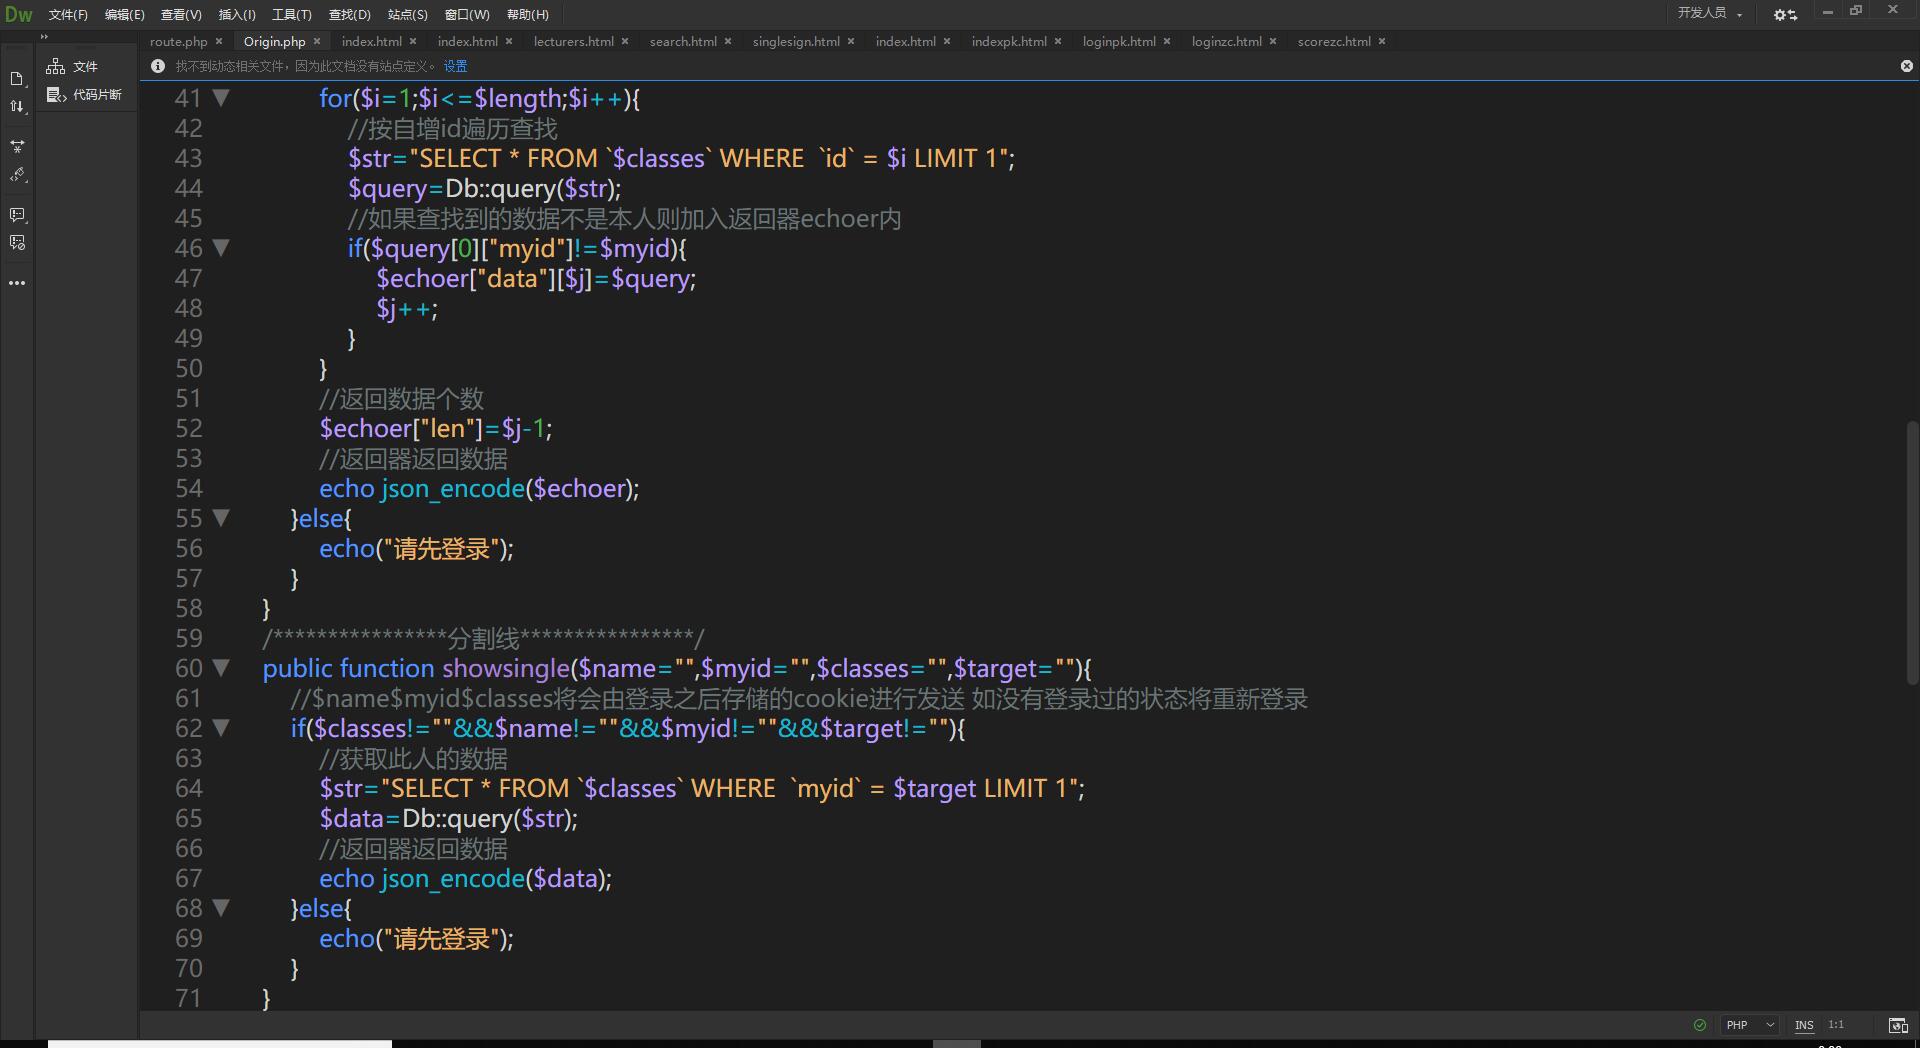 Dw 文件(F) 编辑(E) 查看(V) 插入(I) 工具(T) 查找(D) 站点(S) 窗口(W) 帮助(H) 开发人员
route.php Origin.php index.html index.html lecturers.html search.html singlesign.html index.html indexpk.html loginpk.html loginzc.html scorezc.html
文件
代码片断
找不到动态相关文件，因为此文档没有站点定义。 设置
41 for($i=1;$i<=$length;$i++){
42 //按自增id遍历查找
43 $str="SELECT * FROM `$classes` WHERE  `id` = $i LIMIT 1";
44 $query=Db::query($str);
45 //如果查找到的数据不是本人则加入返回器echoer内
46 if($query[0]["myid"]!=$myid){
47 $echoer["data"][$j]=$query;
48 $j++;
49 }
50 }
51 //返回数据个数
52 $echoer["len"]=$j-1;
53 //返回器返回数据
54 echo json_encode($echoer);
55 }else{
56 echo("请先登录");
57 }
58 }
59 /****************分割线****************/
60 public function showsingle($name="",$myid="",$classes="",$target=""){
61 //$name$myid$classes将会由登录之后存储的cookie进行发送 如没有登录过的状态将重新登录
62 if($classes!=""&&$name!=""&&$myid!=""&&$target!=""){
63 //获取此人的数据
64 $str="SELECT * FROM `$classes` WHERE  `myid` = $target LIMIT 1";
65 $data=Db::query($str);
66 //返回器返回数据
67 echo json_encode($data);
68 }else{
69 echo("请先登录");
70 }
71 }
PHP INS 1:1